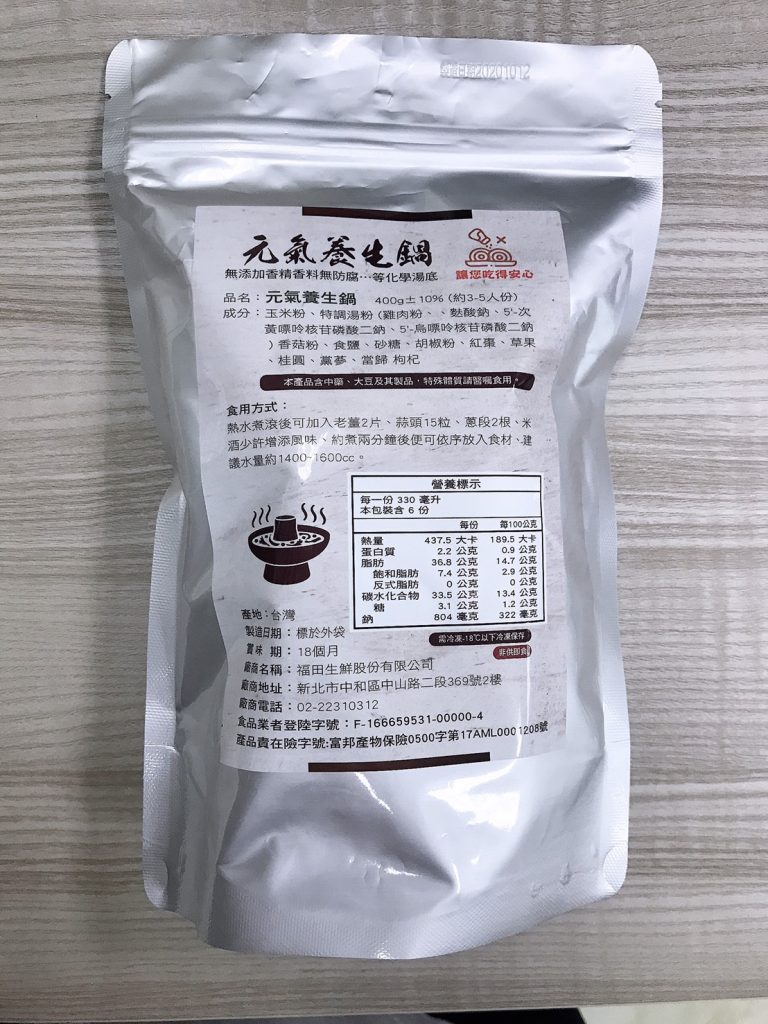 20201012
元氣養生鍋
無添加香精香料無防腐…等化學湯底
讓您吃得安心
品名：元氣養生鍋 400g±10%（約3-5人份）
成分：玉米粉、特調湯粉（雞肉粉、、麩酸鈉、5'-次
黃嘌呤核苷磷酸二鈉、5'-鳥嘌呤核苷磷酸二鈉
）香菇粉、食鹽、砂糖、胡椒粉、紅棗、草果
、桂圓、黨蔘、當歸 枸杞
本產品含中藥、大豆及其製品，特殊體質請醫囑食用。
食用方式：
熱水煮滾後可加入老薑2片、蒜頭15粒、蔥段2根、米
酒少許增添風味、約煮兩分鐘後便可依序放入食材、建
議水量約1400-1600cc。
營養標示
每一份 330 毫升
本包裝含 6 份
每份 每100公克
熱量 437.5 大卡 189.5 大卡
蛋白質 2.2 公克 0.9 公克
脂肪 36.8 公克 14.7 公克
飽和脂肪 7.4 公克 2.9 公克
反式脂肪 0 公克 0 公克
碳水化合物 33.5 公克 13.4 公克
糖 3.1 公克 1.2 公克
鈉 804 毫克 322 毫克
需冷凍-18℃以下冷凍保存
非供即食
產地：台灣
製造日期：標於外袋
賞味 期：18個月
廠商名稱：福田生鮮股份有限公司
廠商地址：新北市中和區中山路二段369號2樓
廠商電話：02-22310312
食品業者登陸字號：F-166659531-00000-4
產品責在險字號:富邦產物保險0500字第17AML0001208號